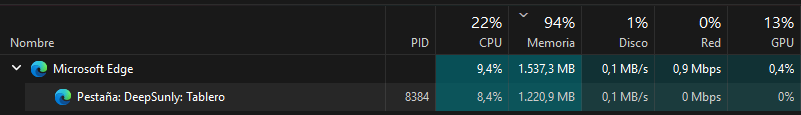 22% 94% 1% 0% 13%
Nombre PID CPU Memoria Disco Red GPU
Microsoft Edge 9,4% 1.537,3 MB 0,1 MB/s 0,9 Mbps 0,4%
Pestaña: DeepSunly: Tablero 8384 8,4% 1.220,9 MB 0,1 MB/s 0 Mbps 0%